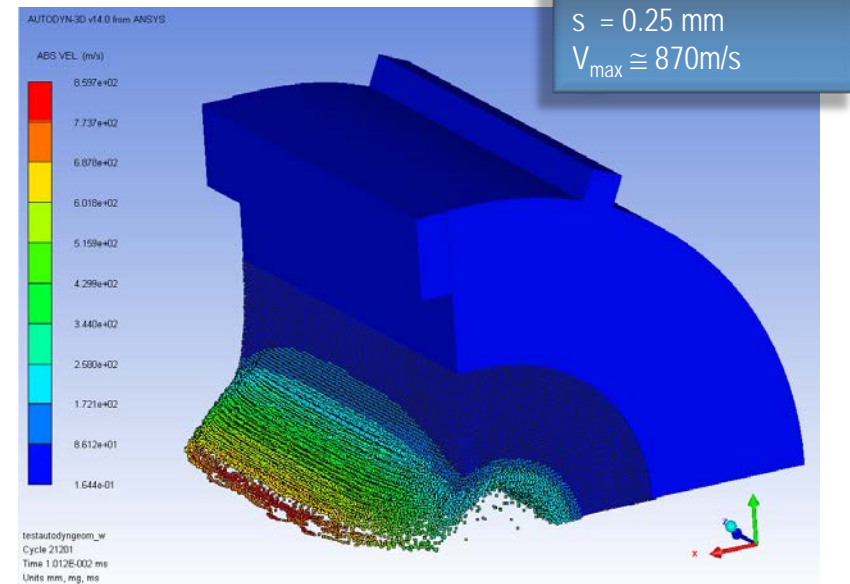 AUTODYN-3D v14.0 from ANSYS
s = 0.25 mm
V_max ≅ 870m/s
ABS VEL. (m/s)
8.597e+02
7.737e+02
6.878e+02
6.018e+02
5.159e+02
4.299e+02
3.440e+02
2.580e+02
1.721e+02
8.612e+01
1.644e-01
testautodyngeom_w
Cycle 21201
Time 1.012E-002 ms
Units mm, mg, ms
z
x